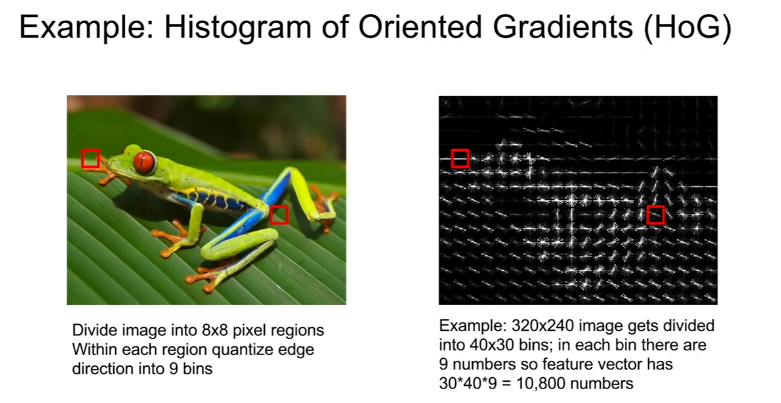 Example: Histogram of Oriented Gradients (HoG)
Divide image into 8x8 pixel regions
Within each region quantize edge
direction into 9 bins
Example: 320x240 image gets divided
into 40x30 bins; in each bin there are
9 numbers so feature vector has
30*40*9 = 10,800 numbers